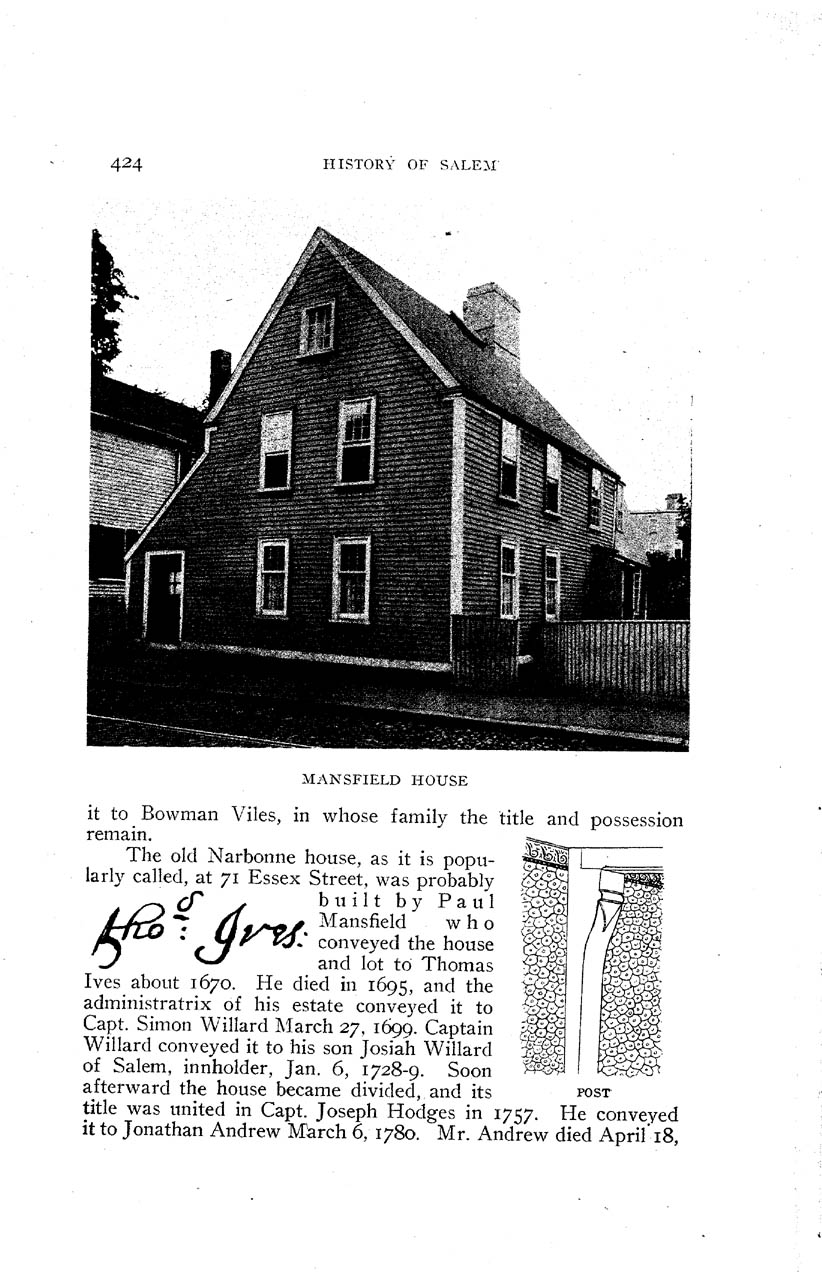 424
HISTORY OF SALEM
MANSFIELD HOUSE
it to Bowman Viles, in whose family the title and possession
remain.
The old Narbonne house, as it is popu-
larly called, at 71 Essex Street, was probably
built by Paul
Mansfield who
conveyed the house
and lot to Thomas
Thos: Ives:
Ives about 1670. He died in 1695, and the
administratrix of his estate conveyed it to
Capt. Simon Willard March 27, 1699. Captain
Willard conveyed it to his son Josiah Willard
of Salem, innholder, Jan. 6, 1728-9. Soon
afterward the house became divided, and its
POST
title was united in Capt. Joseph Hodges in 1757. He conveyed
it to Jonathan Andrew March 6, 1780. Mr. Andrew died April 18,